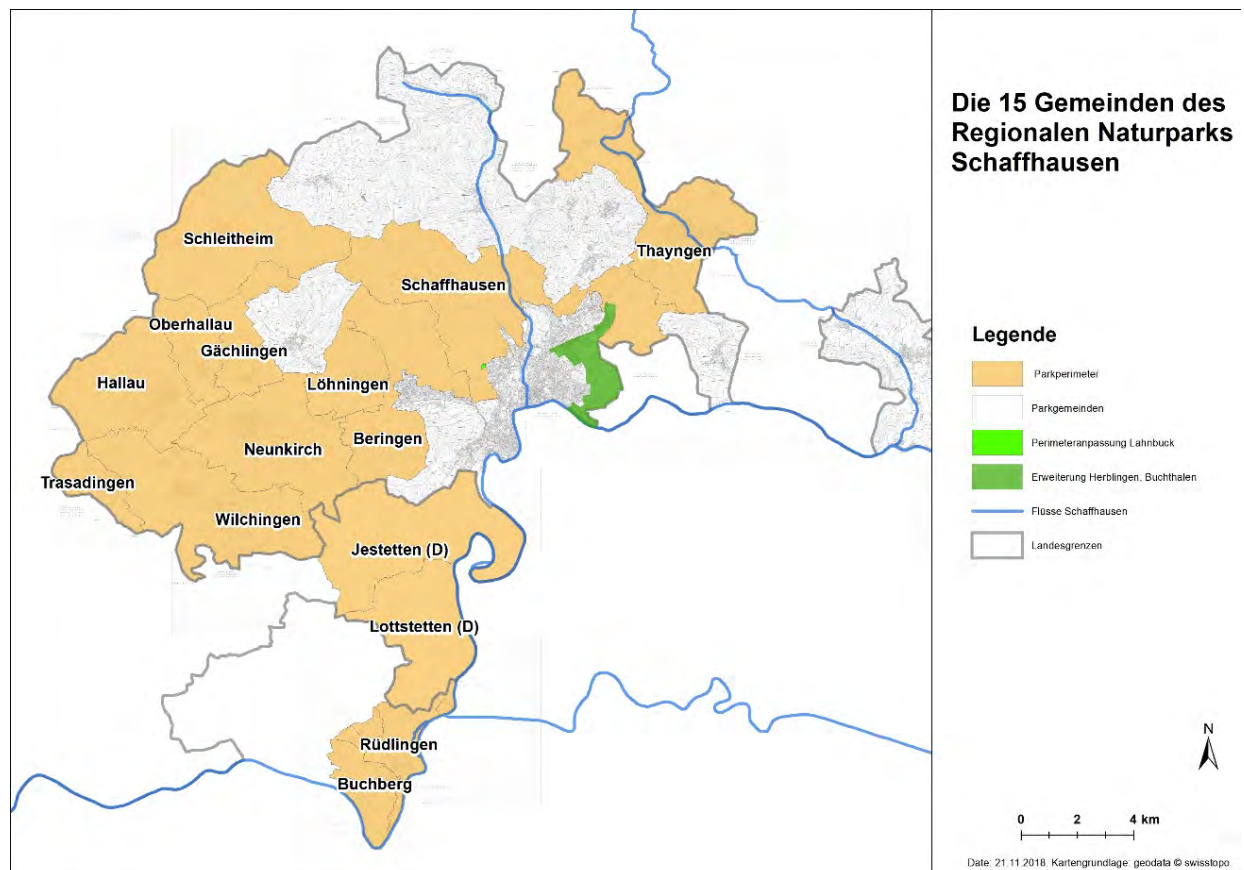 Die 15 Gemeinden des
Regionalen Naturparks
Schaffhausen
Schleitheim
Thayngen
Schaffhausen
Oberhallau
Gächlingen
Hallau
Löhningen
Beringen
Neunkirch
Trasadingen
Wilchingen
Jestetten (D)
Lottstetten (D)
Rüdlingen
Buchberg
Legende
Parkperimeter
Parkgemeinden
Perimeteranpassung Lahnbuck
Erweiterung Herblingen, Buchthalen
Flüsse Schaffhausen
Landesgrenzen
N
0 2 4 km
Date: 21.11.2018, Kartengrundlage: geodata © swisstopo